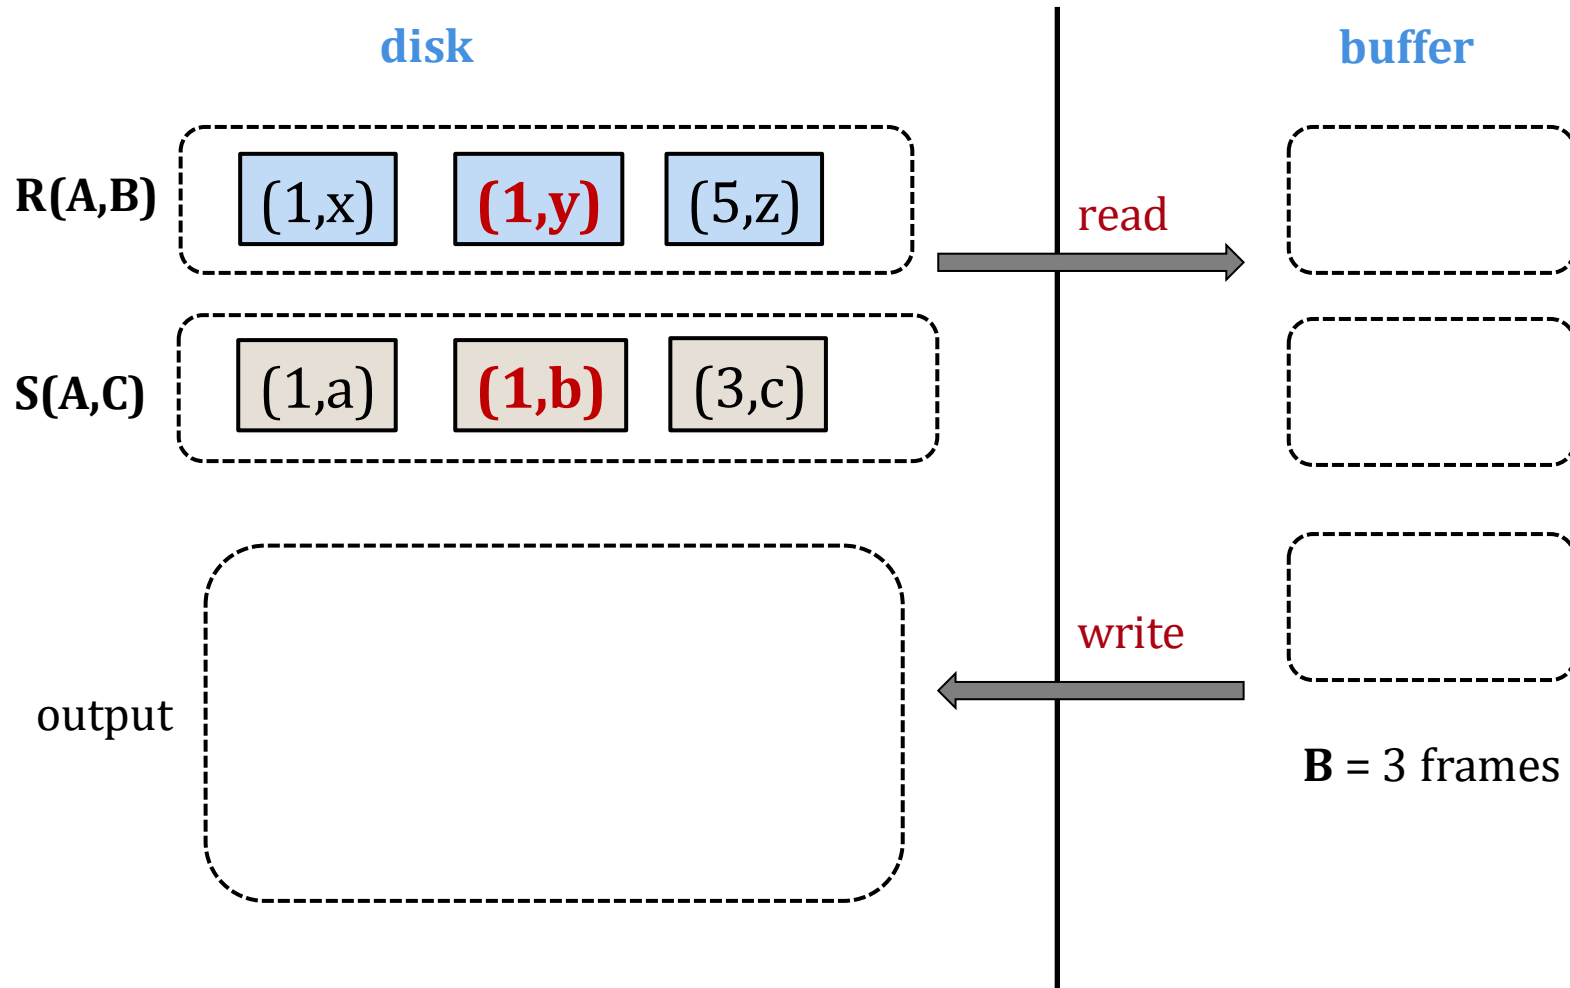 disk
buffer
R(A,B)
(1,x)
(1,y)
(5,z)
read
S(A,C)
(1,a)
(1,b)
(3,c)
write
output
B = 3 frames